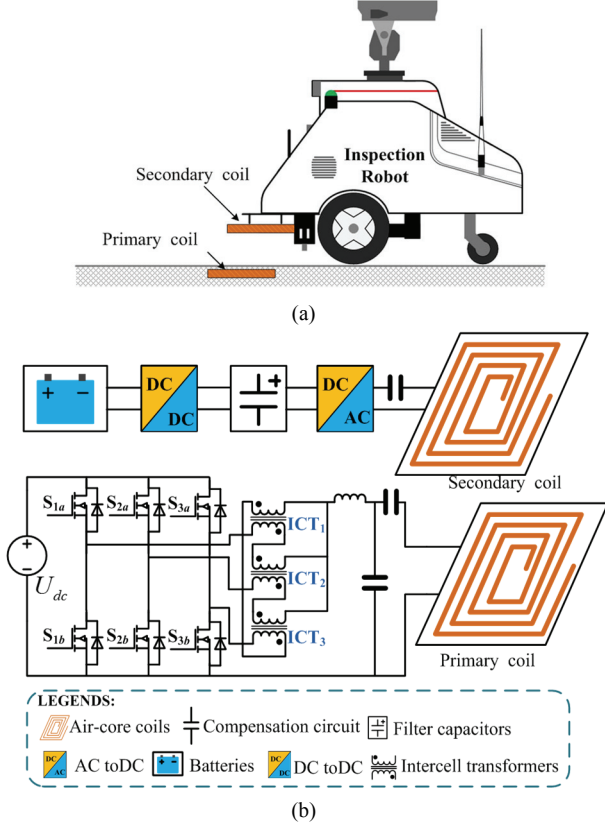 Inspection
Robot
Secondary coil
Primary coil
(a)
+ −
DC
DC
+
DC
AC
Secondary coil
S1a
S2a
S3a
ICT1
+
−
Udc
ICT2
S1b
S2b
S3b
ICT3
Primary coil
LEGENDS:
Air-core coils
Compensation circuit
+
Filter capacitors
DC
AC
AC toDC
+ −
Batteries
DC
DC
DC toDC
Intercell transformers
(b)